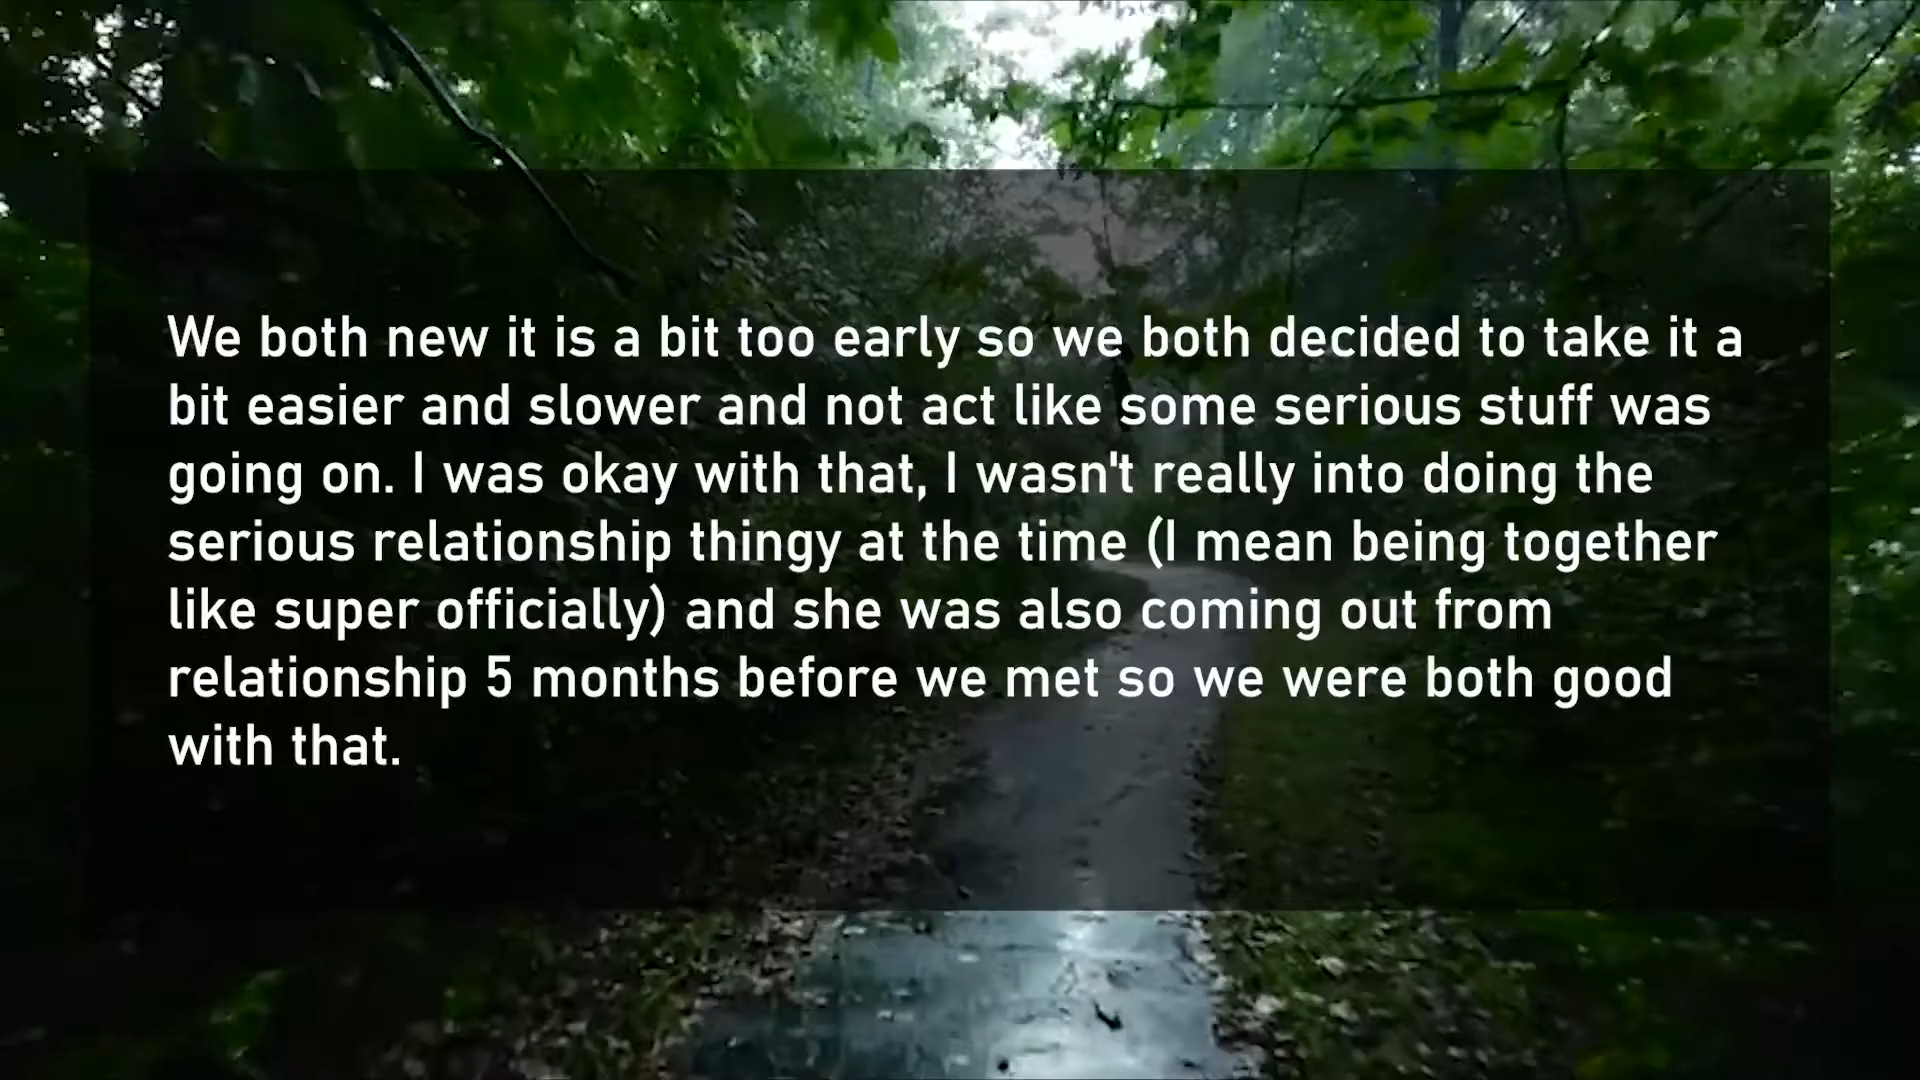 We both new it is a bit too early so we both decided to take it a
bit easier and slower and not act like some serious stuff was
going on. I was okay with that, I wasn't really into doing the
serious relationship thingy at the time (I mean being together
like super officially) and she was also coming out from
relationship 5 months before we met so we were both good
with that.